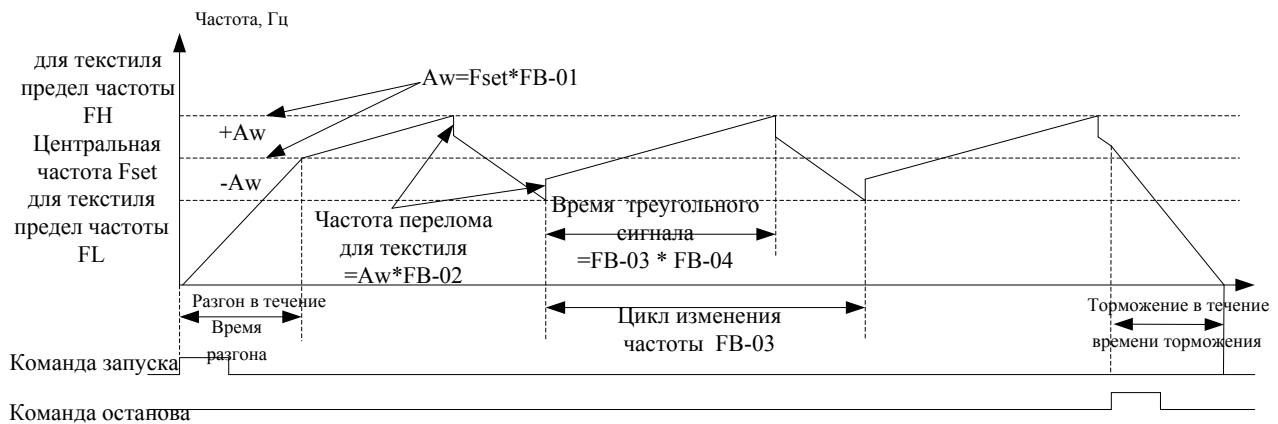 Частота, Гц
для текстиля
предел частоты
FH
Центральная
частота Fset
для текстиля
предел частоты
FL
Aw=Fset*FB-01
+Aw
-Aw
Частота перелома
для текстиля
=Aw*FB-02
Время треугольного
сигнала
=FB-03 * FB-04
Разгон в течение
Время
разгона
Цикл изменения
частоты FB-03
Торможение в течение
времени торможения
Команда запуска
Команда останова